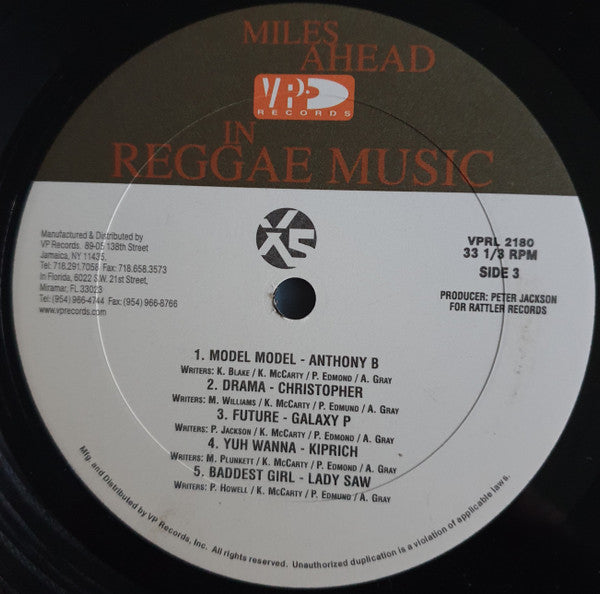 MILES
AHEAD
VP
RECORDS
IN
REGGAE MUSIC
Manufactured & Distributed by
VP Records. 89-05 138th Street
Jamaica, NY 11435,
Tel: 718.291.7058 Fax: 718.658.3573
In Florida, 6022 S.W. 21st Street,
Miramar, FL 33023
Tel: (954) 966-4744 Fax: (954) 966-8766
www.vprecords.com
X5
VPRL 2180
33 1/3 RPM
SIDE 3
PRODUCER: PETER JACKSON
FOR RATTLER RECORDS
1. MODEL MODEL - ANTHONY B
WRITERS: K. BLAKE / K. MCCARTY / P. EDMOND / A. GRAY
2. DRAMA - CHRISTOPHER
WRITERS: M. WILLIAMS / K. MCCARTY / P. EDMUND / A. GRAY
3. FUTURE - GALAXY P
WRITERS: P. JACKSON / K. MCCARTY / P. EDMOND / A. GRAY
4. YUH WANNA - KIPRICH
WRITERS: M. PLUNKETT / K. MCCARTY / P. EDMOND / A. GRAY
5. BADDEST GIRL - LADY SAW
WRITERS: P. HOWELL / K. MCCARTY / P. EDMUND / A. GRAY
Mfg. and Distributed by VP Records, Inc. All rights reserved. Unauthorized duplication is a violation of applicable laws.